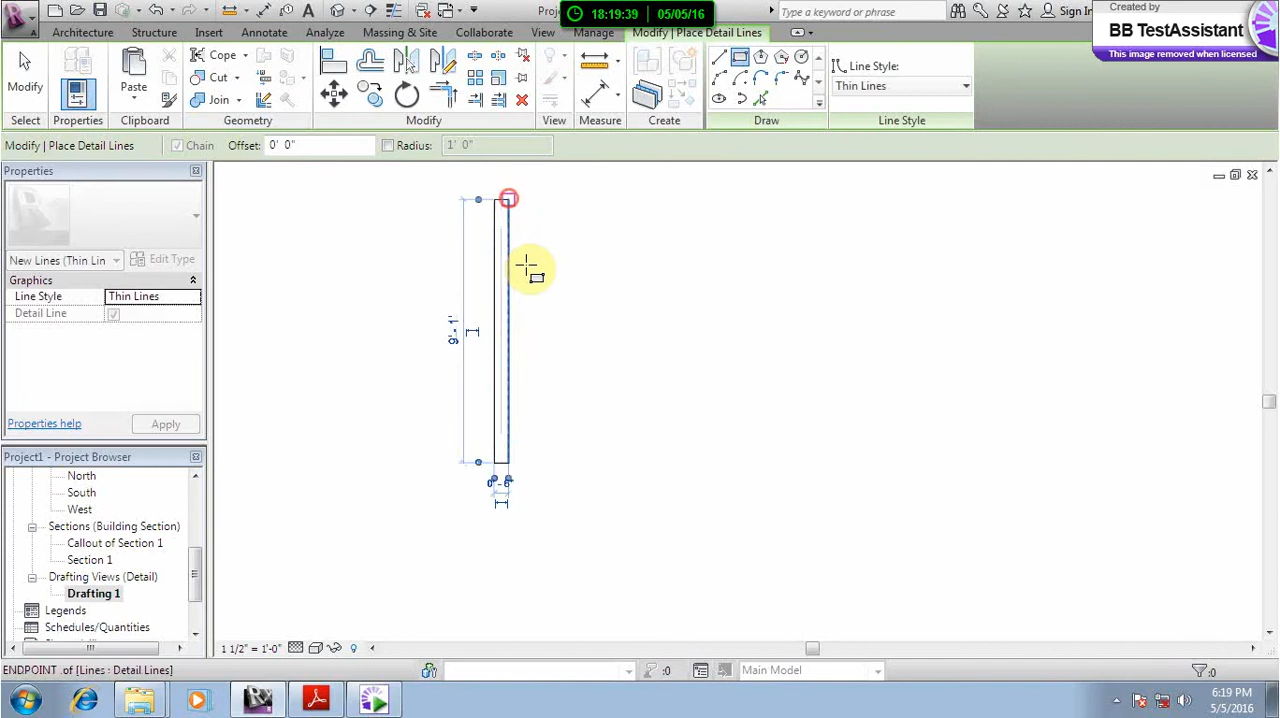 Proje
18:19:39 05/05/16
Type a keyword or phrase
Sign In
Created by
BB TestAssistant
This image removed when licensed
Architecture Structure Insert Annotate Analyze Massing & Site Collaborate View Manage Modify | Place Detail Lines
Modify
Paste
Cope
Cut
Join
Line Style:
Thin Lines
Select Properties Clipboard Geometry Modify View Measure Create Draw Line Style
Modify | Place Detail Lines Chain Offset: 0' 0" Radius: 1' 0"
Properties
New Lines (Thin Lin Edit Type
Graphics
Line Style Thin Lines
Detail Line
Properties help Apply
9' - 1"
Project1 - Project Browser
North
South
West
Sections (Building Section)
Callout of Section 1
Section 1
Drafting Views (Detail)
Drafting 1
Legends
Schedules/Quantities
1 1/2" = 1'-0"
ENDPOINT .of [Lines : Detail Lines] :0 Main Model :0
6:19 PM
5/5/2016